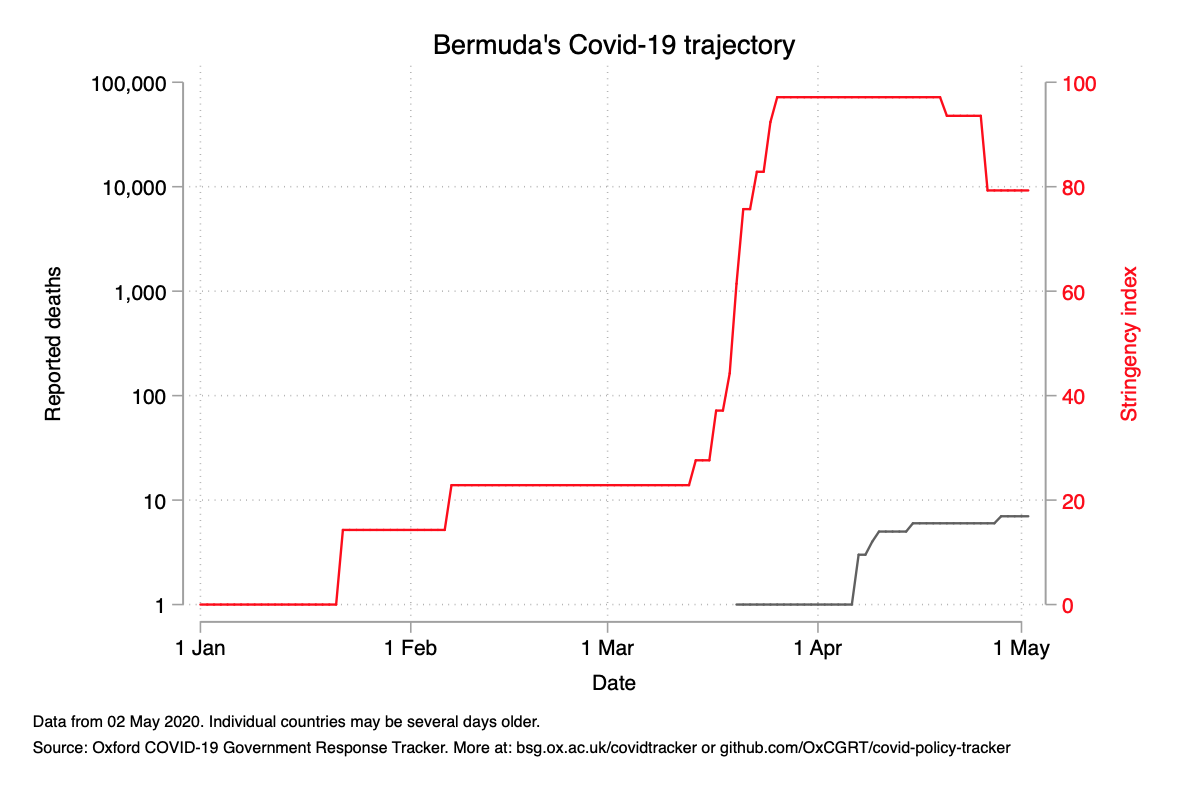 Bermuda's Covid-19 trajectory
100,000
10,000
1,000
100
10
1
Reported deaths
100
80
60
40
20
0
Stringency index
1 Jan
1 Feb
1 Mar
1 Apr
1 May
Date
Data from 02 May 2020. Individual countries may be several days older.
Source: Oxford COVID-19 Government Response Tracker. More at: bsg.ox.ac.uk/covidtracker or github.com/OxCGRT/covid-policy-tracker